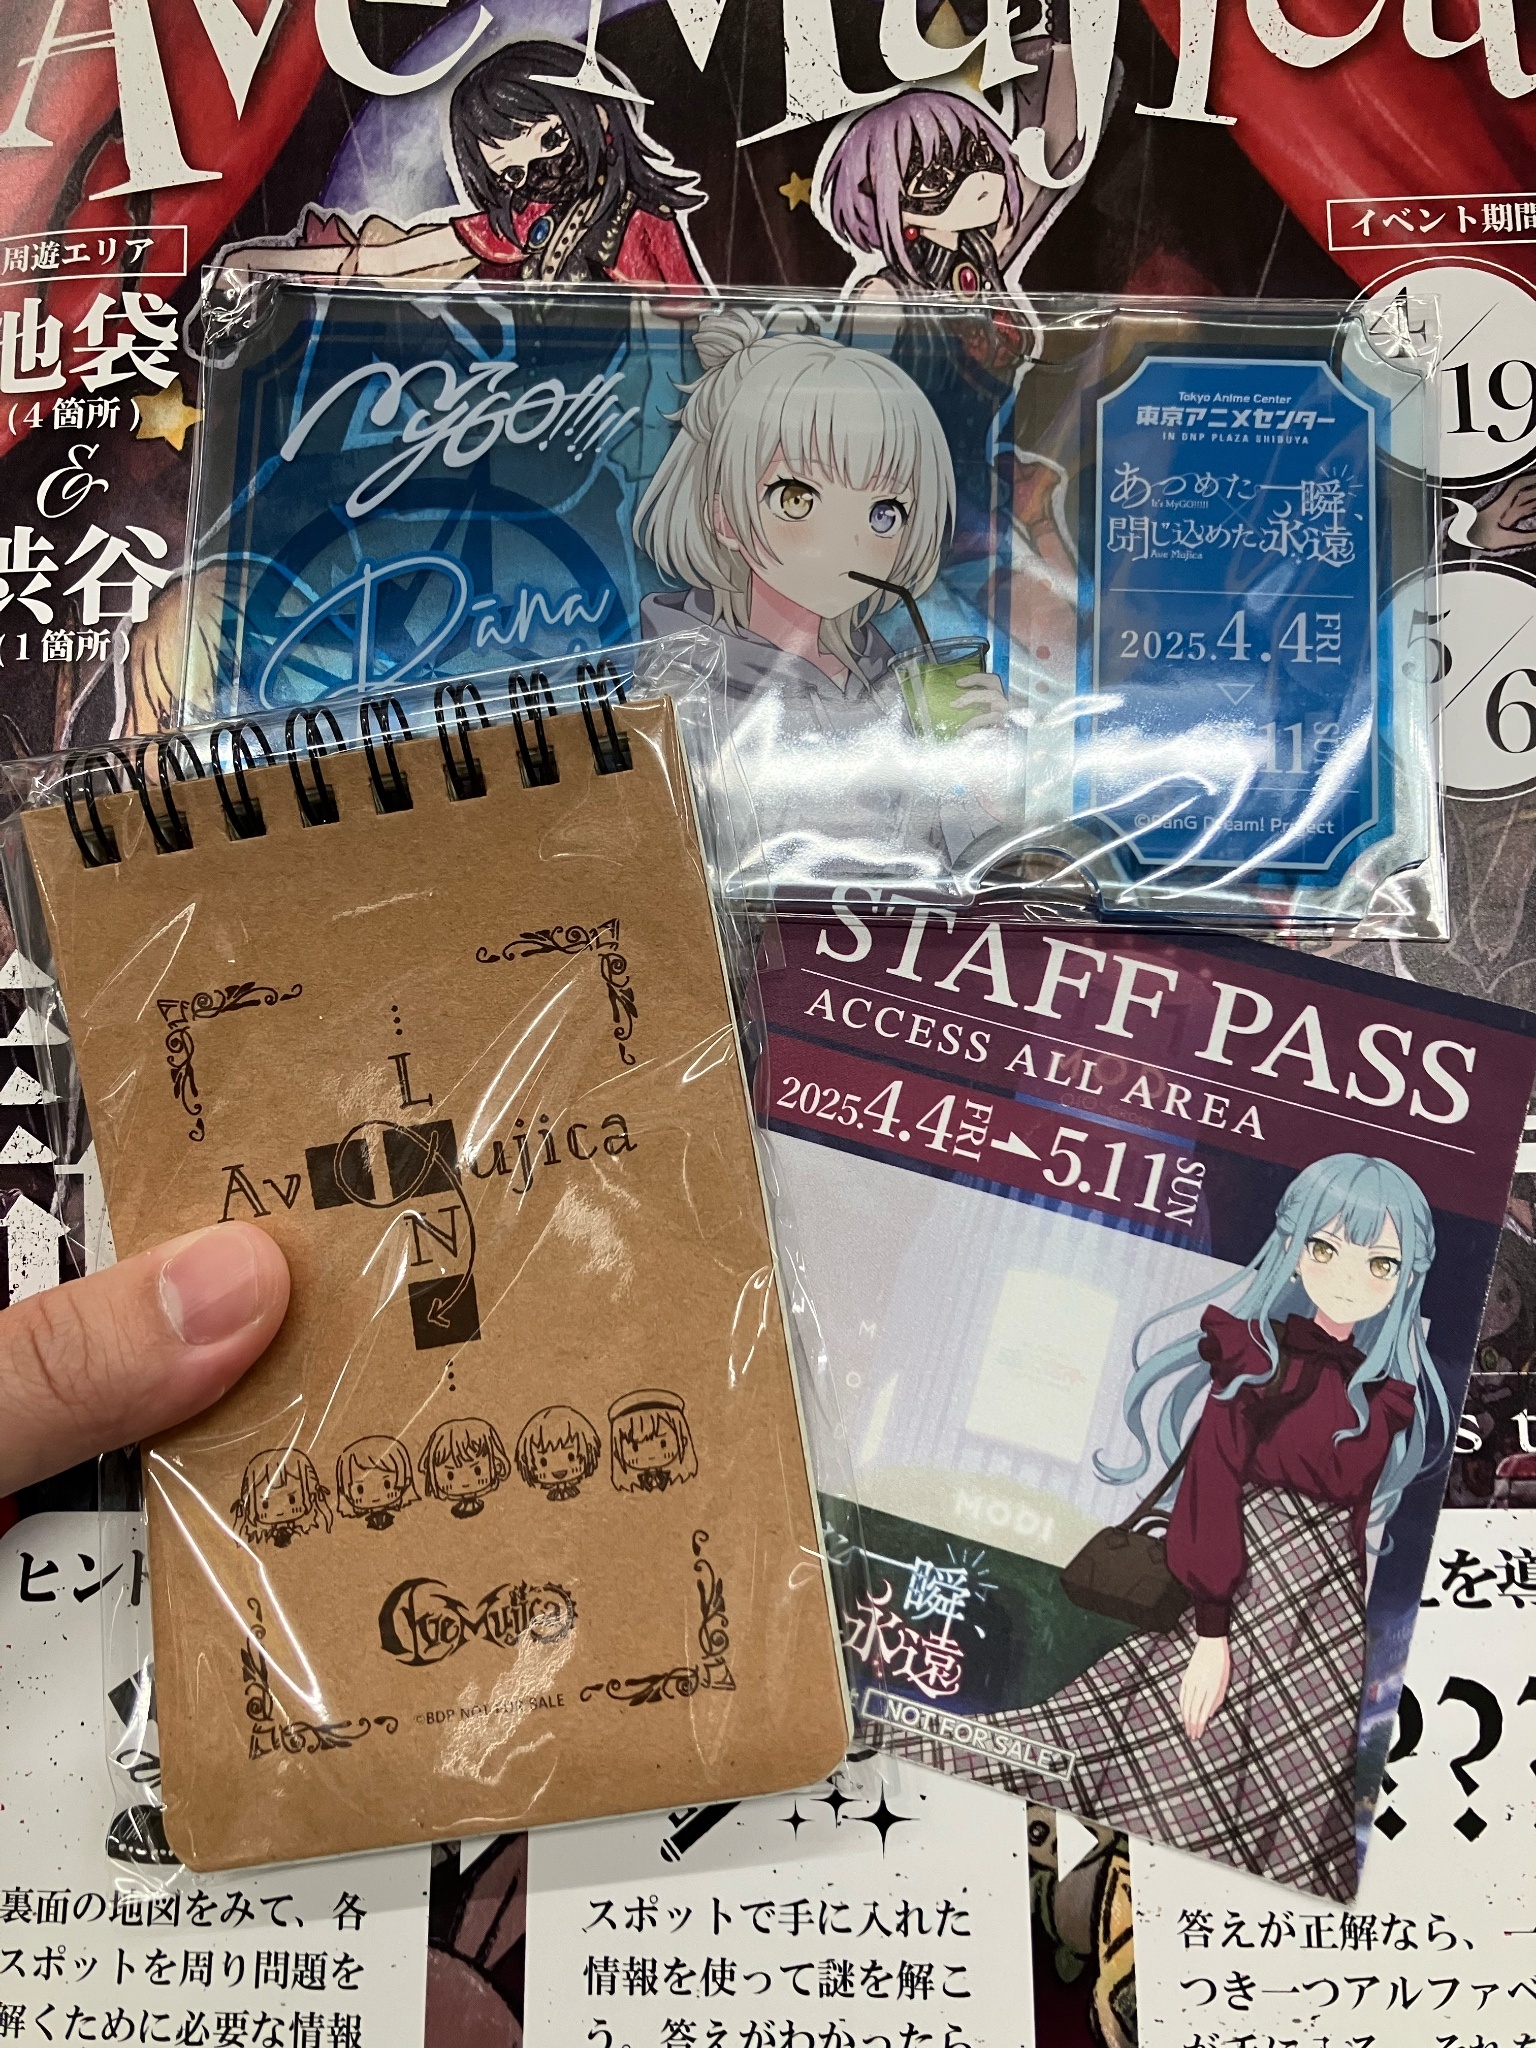 Ave Mujica
周遊エリア
池袋
(4箇所)
&
渋谷
(1箇所)
イベント期間
4/19
~
5/6
MyGO!!!!!
Rāna
Tokyo Anime Center
東京アニメセンター
IN DNP PLAZA SHIBUYA
あつめた一瞬、
It's MyGO!!!!!
×
閉じ込めた永遠
Ave Mujica
2025.4.4 FRI
11 SUN
©BanG Dream! Project
STAFF PASS
ACCESS ALL AREA
2025.4.4 FRI → 5.11 SUN
MODI
一瞬、
永遠
NOT FOR SALE
⋮
L
Av ujica
N
⋮
Ave Mujica
©BDP NOT FOR SALE
ヒント
を導
???
裏面の地図をみて、各
スポットを周り問題を
解くために必要な情報
スポットで手に入れた
情報を使って謎を解こ
う。答えがわかったら
答えが正解なら、一
つき一つアルファベ